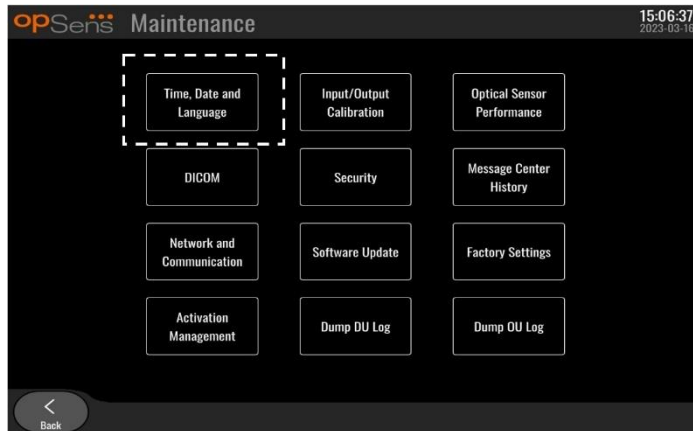 opSens Maintenance
15:06:37
2023-03-16
Time, Date and
Language
Input/Output
Calibration
Optical Sensor
Performance
DICOM
Security
Message Center
History
Network and
Communication
Software Update
Factory Settings
Activation
Management
Dump DU Log
Dump OU Log
Back